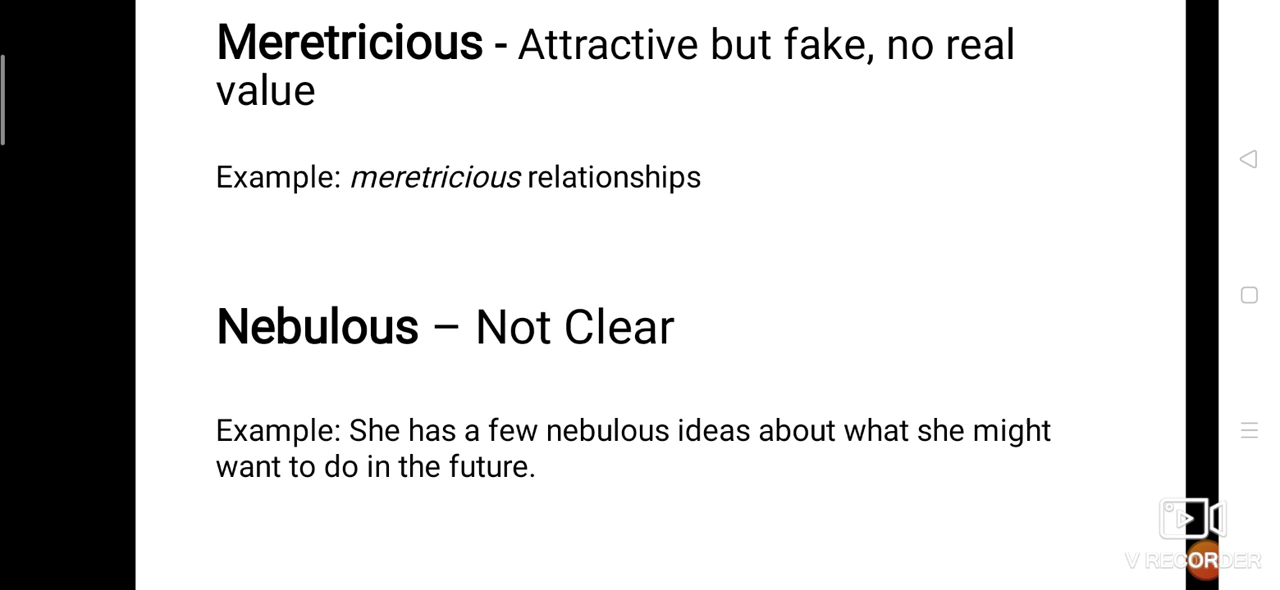 Meretricious - Attractive but fake, no real
value
Example: meretricious relationships
Nebulous – Not Clear
Example: She has a few nebulous ideas about what she might
want to do in the future.
V RECORDER